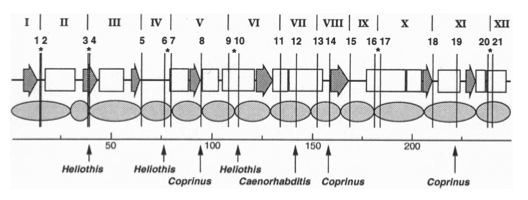 I II III IV V VI VII VIII IX X XI XII
1 2 3 4 5 6 7 8 9 10 11 12 13 14 15 16 17 18 19 20 21
* * * * * *
50 100 150 200
Heliothis Heliothis Heliothis
Coprinus Caenorhabditis Coprinus Coprinus